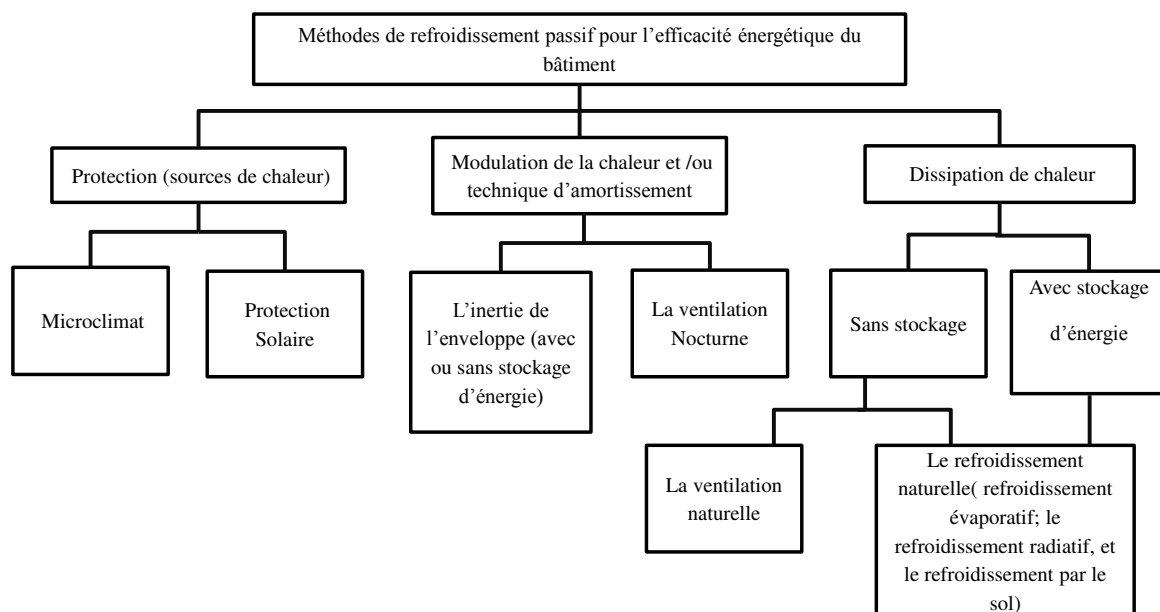 Méthodes de refroidissement passif pour l’efficacité énergétique du
bâtiment
Protection (sources de chaleur)
Modulation de la chaleur et /ou
technique d’amortissement
Dissipation de chaleur
Microclimat
Protection
Solaire
L’inertie de
l’enveloppe (avec
ou sans stockage
d’énergie)
La ventilation
Nocturne
Sans stockage
Avec stockage
d’énergie
La ventilation
naturelle
Le refroidissement
naturelle( refroidissement
évaporatif; le
refroidissement radiatif, et
le refroidissement par le
sol)